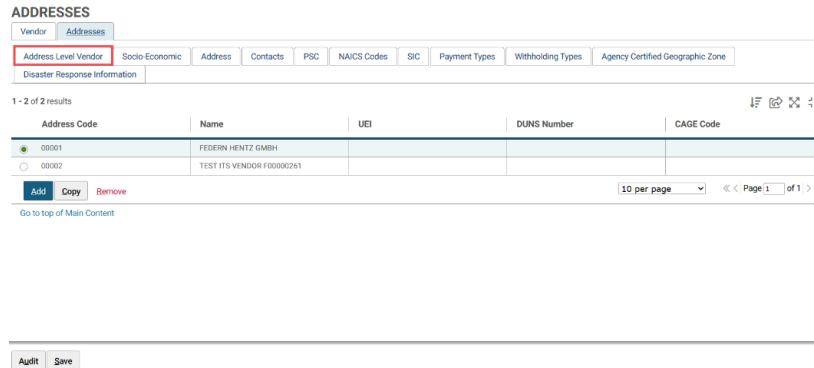 ADDRESSES
Vendor Addresses
Address Level Vendor Socio-Economic Address Contacts PSC NAICS Codes SIC Payment Types Withholding Types Agency Certified Geographic Zone
Disaster Response Information
1 - 2 of 2 results
Address Code Name UEI DUNS Number CAGE Code
00001 FEDERN HENTZ GMBH
00002 TEST ITS VENDOR F00000261
Add Copy Remove 10 per page Page 1 of 1
Go to top of Main Content
Audit Save